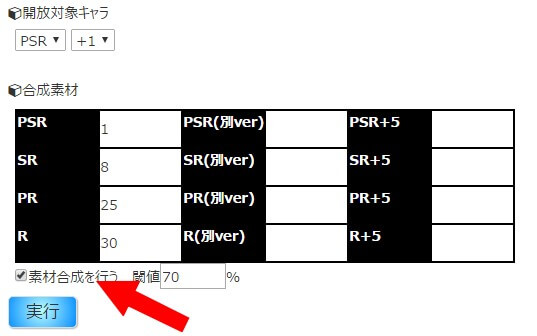 開放対象キャラ
PSR +1
合成素材
PSR 1 PSR(別ver) PSR+5
SR 8 SR(別ver) SR+5
PR 25 PR(別ver) PR+5
R 30 R(別ver) R+5
素材合成を行う 閾値 70 %
実行